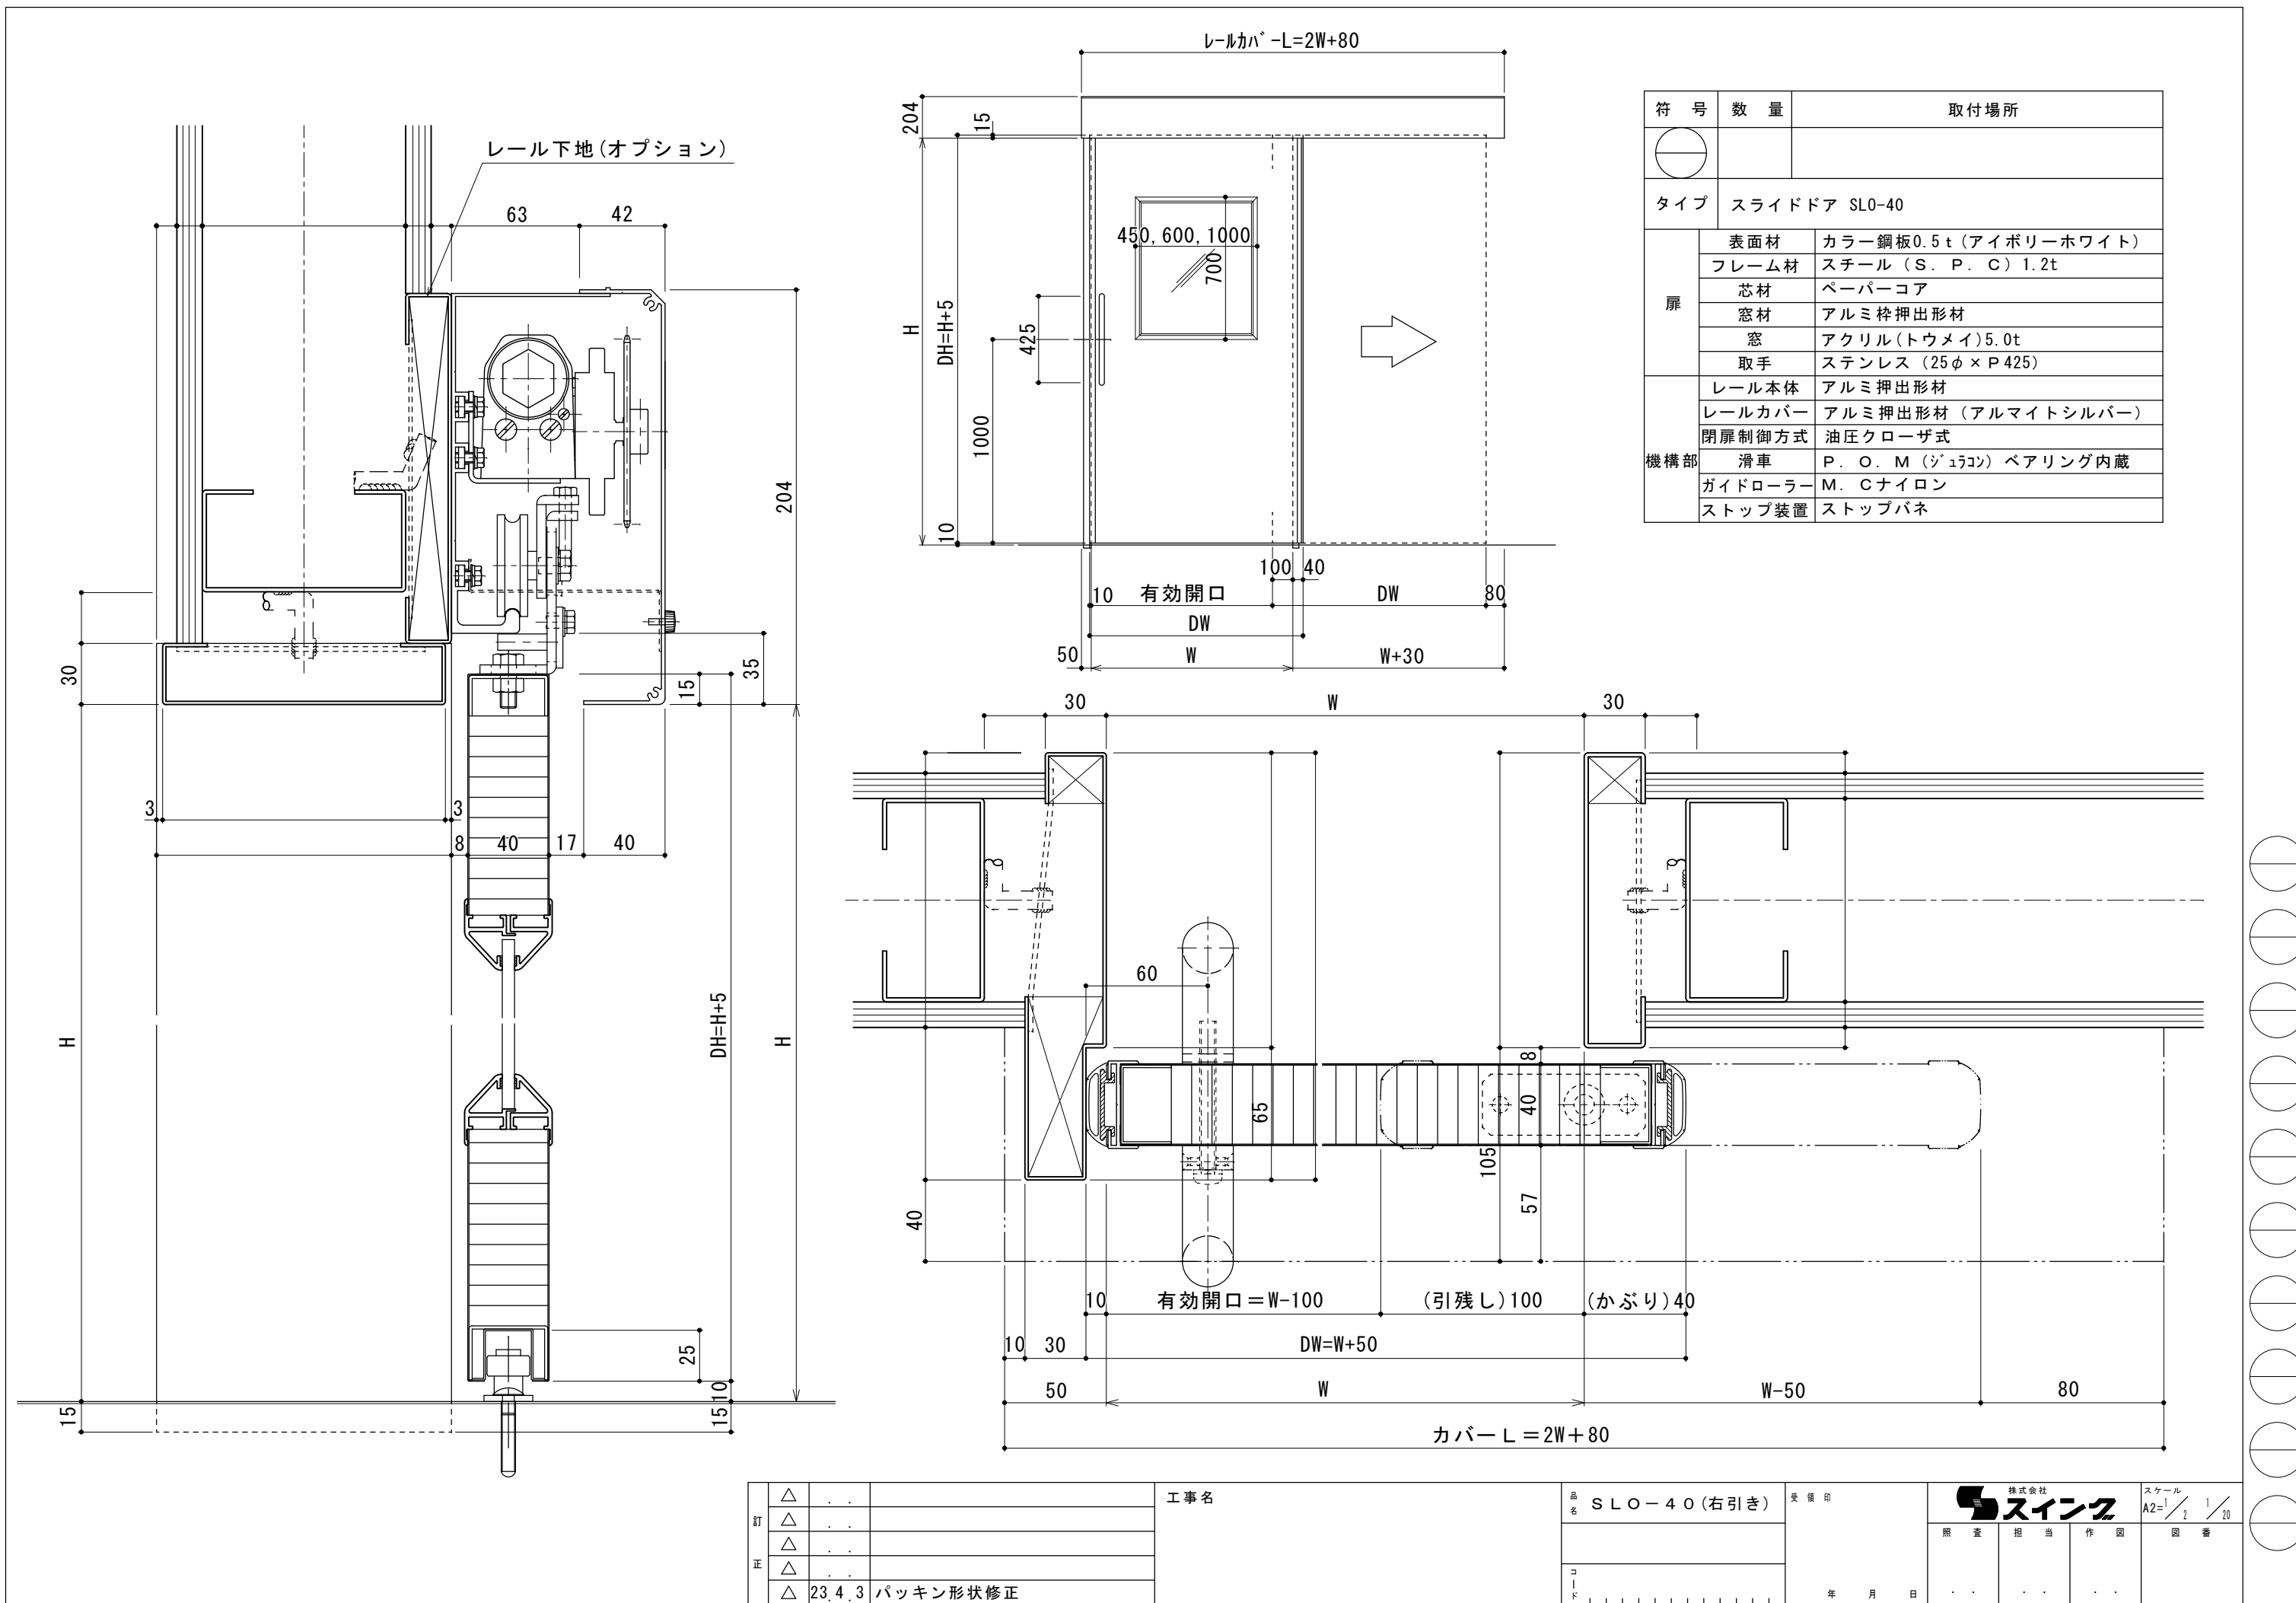 レール下地(オプション)
63
42
204
30
35
15
3
3
8
40
17
40
H
DH=H+5
H
25
10
15
15
レールカバーL=2W+80
204
15
H
DH=H+5
450,600,1000
700
425
1000
10
100
40
10
有効開口
DW
80
DW
50
W
W+30
符 号
数 量
取付場所
タイプ
スライドドア SLO-40
扉
表面材
カラー鋼板0.5t(アイボリーホワイト)
フレーム材
スチール(S.P.C)1.2t
芯材
ペーパーコア
窓材
アルミ枠押出形材
窓
アクリル(トウメイ)5.0t
取手
ステンレス(25φ×P425)
機構部
レール本体
アルミ押出形材
レールカバー
アルミ押出形材(アルマイトシルバー)
閉扉制御方式
油圧クローザ式
滑車
P.O.M(ジュラコン)ベアリング内蔵
ガイドローラー
M.Cナイロン
ストップ装置
ストップバネ
30
W
30
60
65
8
40
105
57
40
10
有効開口=W-100
(引残し)100
(かぶり)40
10
30
DW=W+50
50
W
W-50
80
カバーL=2W+80
訂正
△ . .
△ . .
△ . .
△ . .
△ 23.4.3 パッキン形状修正
工事名
品名
SLO-40(右引き)
コード
受領印
年 月 日
株式会社
スイング
スケール
A2=1/2 1/20
照 査
担 当
作 図
図 番